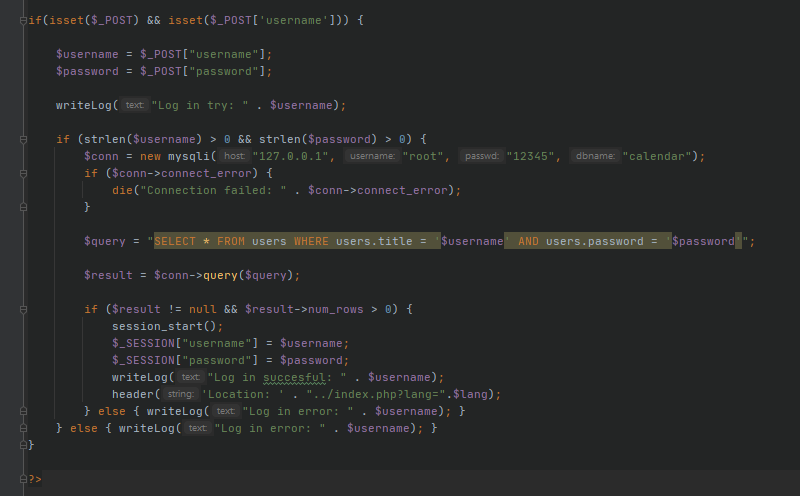 if(isset($_POST) && isset($_POST['username'])) {
$username = $_POST["username"];
$password = $_POST["password"];
writeLog( text: "Log in try: " . $username);
if (strlen($username) > 0 && strlen($password) > 0) {
$conn = new mysqli( host: "127.0.0.1", username: "root", passwd: "12345", dbname: "calendar");
if ($conn->connect_error) {
die("Connection failed: " . $conn->connect_error);
}
$query = "SELECT * FROM users WHERE users.title = '$username' AND users.password = '$password'";
$result = $conn->query($query);
if ($result != null && $result->num_rows > 0) {
session_start();
$_SESSION["username"] = $username;
$_SESSION["password"] = $password;
writeLog( text: "Log in succesful: " . $username);
header( string: 'Location: ' . "../index.php?lang=".$lang);
} else { writeLog( text: "Log in error: " . $username); }
} else { writeLog( text: "Log in error: " . $username); }
}
?>